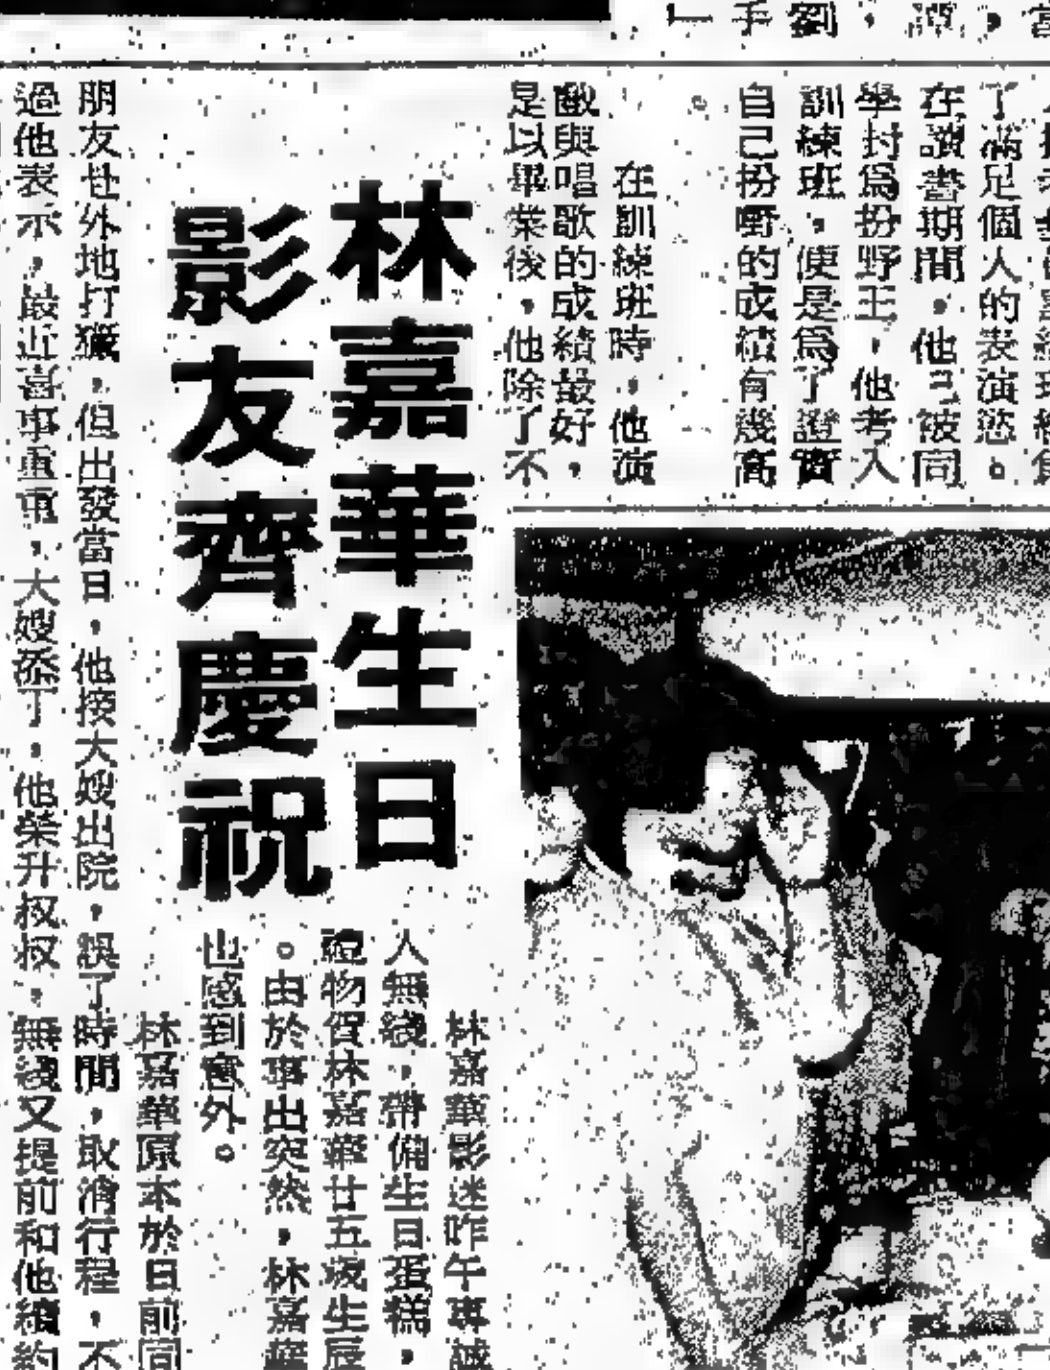 了滿足個人的表演慾。
在讀書期間，他已被同
學封爲扮野王，他考入
訓練班，便是爲了證實
自己扮嘢的成績有幾高
在訓練班時，他演
戲與唱歌的成績最好，
是以畢業後，他除了不
林嘉華生日
影友齊慶祝
林嘉華影迷昨午專誠
人無綫，帶備生日蛋糕，
禮物賀林嘉華廿五歲生辰
。由於事出突然，林嘉華
也感到意外。
林嘉華原本於日前同
朋友往外地打獵，但出發當日，他接大嫂出院，誤了時間，取消行程，不
過他表示，最近喜事重重，大嫂添丁，他榮升叔叔，無綫又提前和他續約